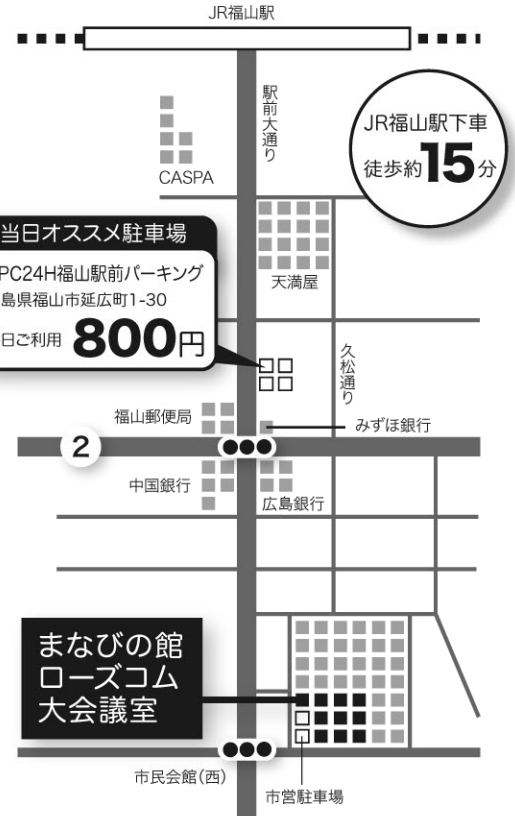 JR福山駅
駅前大通り
JR福山駅下車
徒歩約15分
CASPA
当日オススメ駐車場
PC24H福山駅前パーキング
島県福山市延広町1-30
日ご利用 800円
天満屋
久松通り
福山郵便局
みずほ銀行
2
中国銀行
広島銀行
まなびの館
ローズコム
大会議室
市民会館(西)
市営駐車場